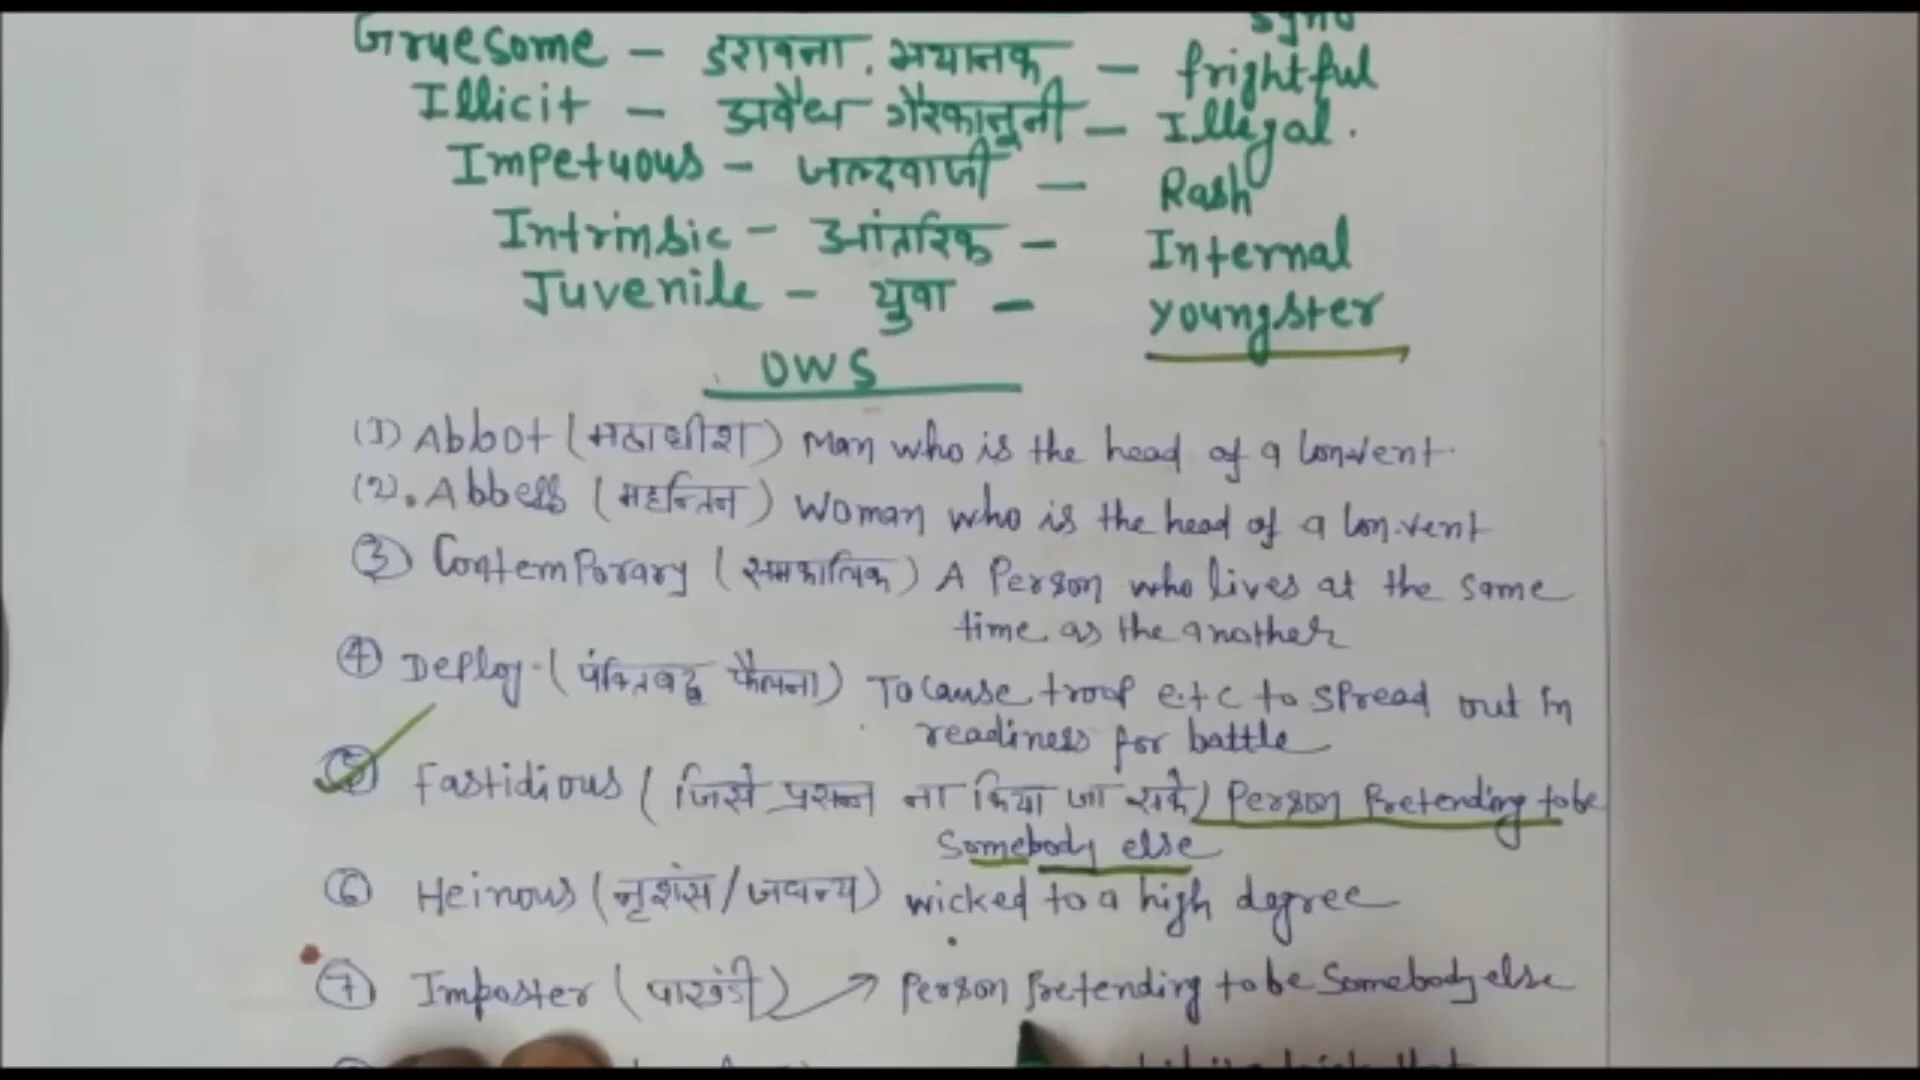 Syno
Gruesome – डरावना, भयानक – frightful
Illicit – अवैध गैरकानूनी – Illegal.
Impetuous – जल्दवाजी – Rash
Intrinsic – आंतरिक – Internal
Juvenile – युवा – youngster
OWS
(1) Abbot (मठाधीश) Man who is the head of a convent.
(2). Abbess (महन्तिन) Woman who is the head of a convent
(3) Contemporary (समकालिक) A Person who lives at the same
time as the another
(4) Deploy - (पंक्तिबद्ध फैलना) To cause troop etc to spread out in
readiness for battle
(5) Fastidious (जिसे प्रसन्न ना किया जा सके) Person Pretending to be
Somebody else
(6) Heinous (नृशंस/जघन्य) wicked to a high degree
(7) Imposter (पाखंडी) → Person Pretending to be Somebody else